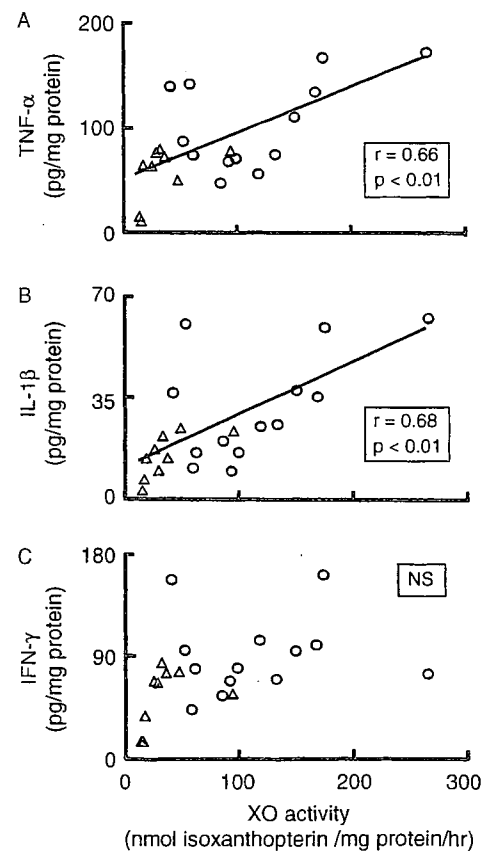 A
200
100
0
TNF-α
(pg/mg protein)
r = 0.66
p < 0.01
B
70
35
0
IL-1β
(pg/mg protein)
r = 0.68
p < 0.01
C
180
90
0
IFN-γ
(pg/mg protein)
NS
0 100 200 300
XO activity
(nmol isoxanthopterin /mg protein/hr)